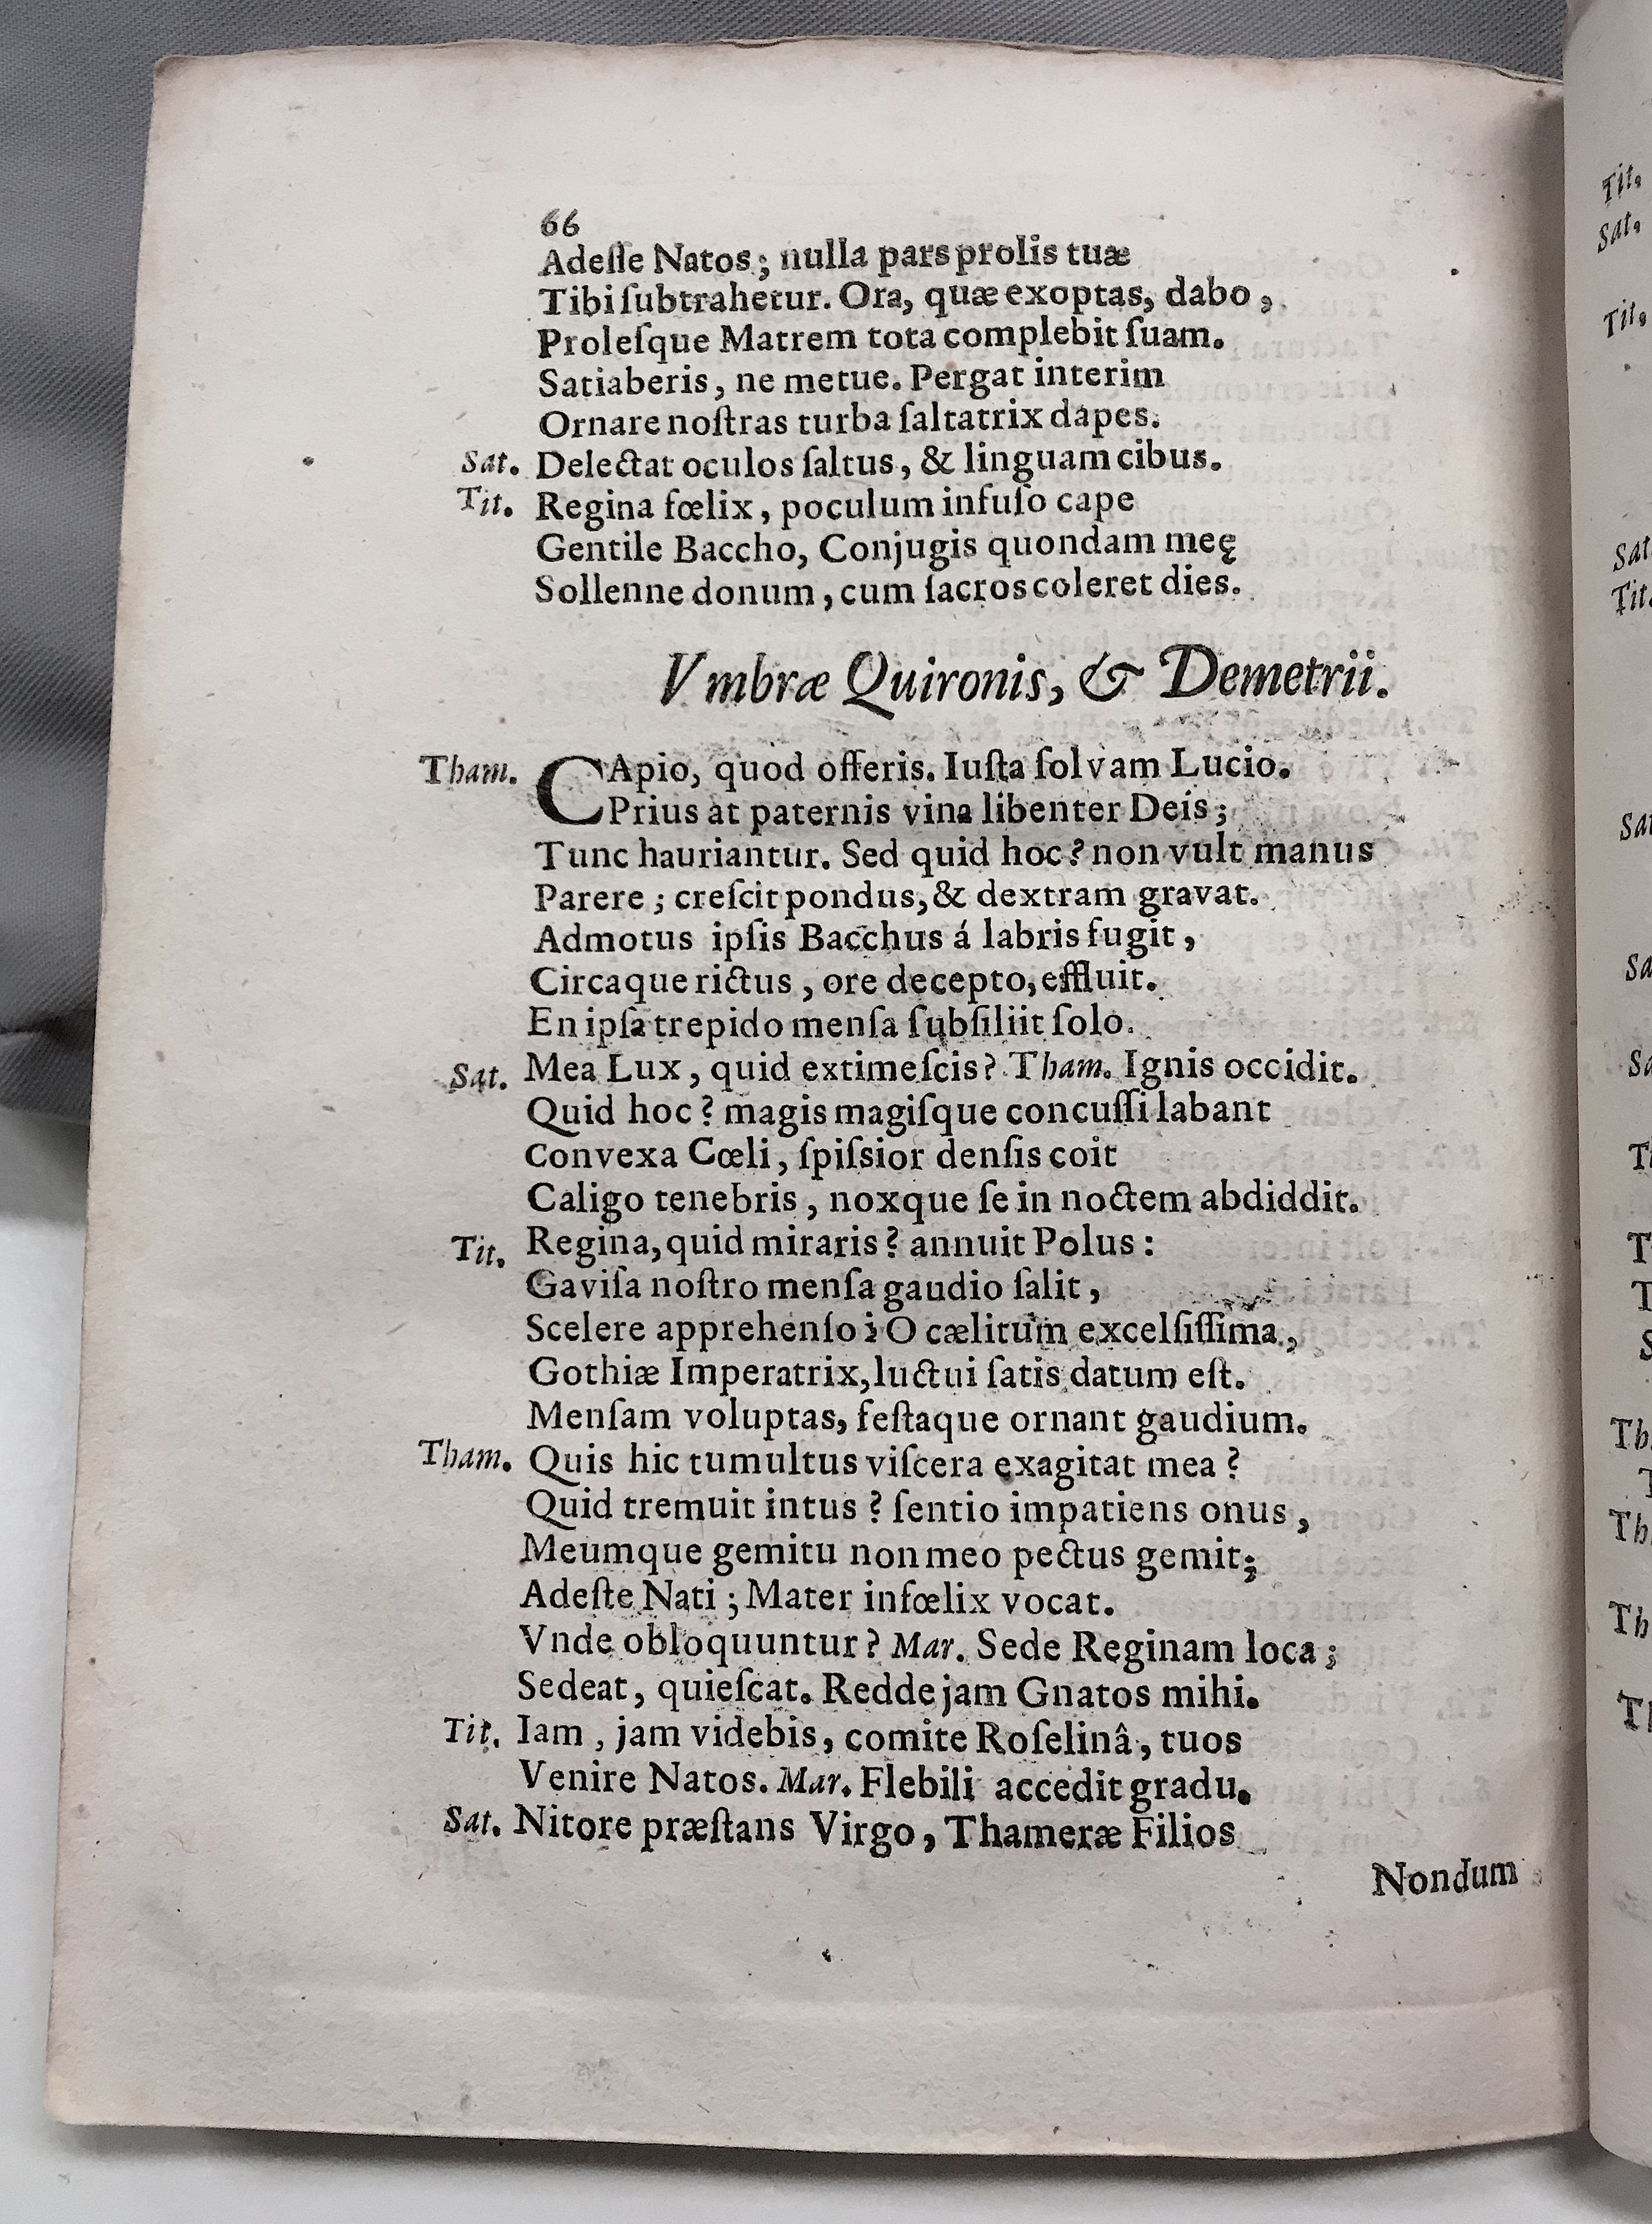 66
Adeſſe Natos; nulla pars prolis tuæ
Tibi ſubtrahetur. Ora, quæ exoptas, dabo,
Proleſque Matrem tota complebit ſuam.
Satiaberis, ne metue. Pergat interim
Ornare noſtras turba ſaltatrix dapes.
Sat. Delectat oculos ſaltus, & linguam cibus.
Tit. Regina fœlix, poculum infuſo cape
Gentile Baccho, Conjugis quondam meę
Sollenne donum, cum ſacros coleret dies.
Vmbræ Quironis, & Demetrii.
Tham. CApio, quod offeris. Iuſta ſolvam Lucio.
Prius at paternis vina libenter Deis;
Tunc hauriantur. Sed quid hoc? non vult manus
Parere; creſcit pondus, & dextram gravat.
Admotus ipſis Bacchus á labris fugit,
Circaque rictus, ore decepto, effluit.
En ipſa trepido menſa ſubſiliit ſolo.
Sat. Mea Lux, quid extimeſcis? Tham. Ignis occidit.
Quid hoc? magis magiſque concuſſi labant
Convexa Cœli, ſpiſsior denſis coit
Caligo tenebris, noxque ſe in noctem abdiddit.
Tit. Regina, quid miraris? annuit Polus:
Gaviſa noſtro menſa gaudio ſalit,
Scelere apprehenſo; O cælitum excelſiſſima,
Gothiæ Imperatrix, luctui ſatis datum eſt.
Menſam voluptas, feſtaque ornant gaudium.
Tham. Quis hic tumultus viſcera exagitat mea?
Quid tremuit intus? ſentio impatiens onus,
Meumque gemitu non meo pectus gemit;
Adeſte Nati; Mater infœlix vocat.
Vnde obloquuntur? Mar. Sede Reginam loca;
Sedeat, quieſcat. Redde jam Gnatos mihi.
Tit. Iam, jam videbis, comite Roſelinâ, tuos
Venire Natos. Mar. Flebili accedit gradu.
Sat. Nitore præſtans Virgo, Thameræ Filios
Nondum
Tit.
Sat.
Tit.
Sat.
Tit.